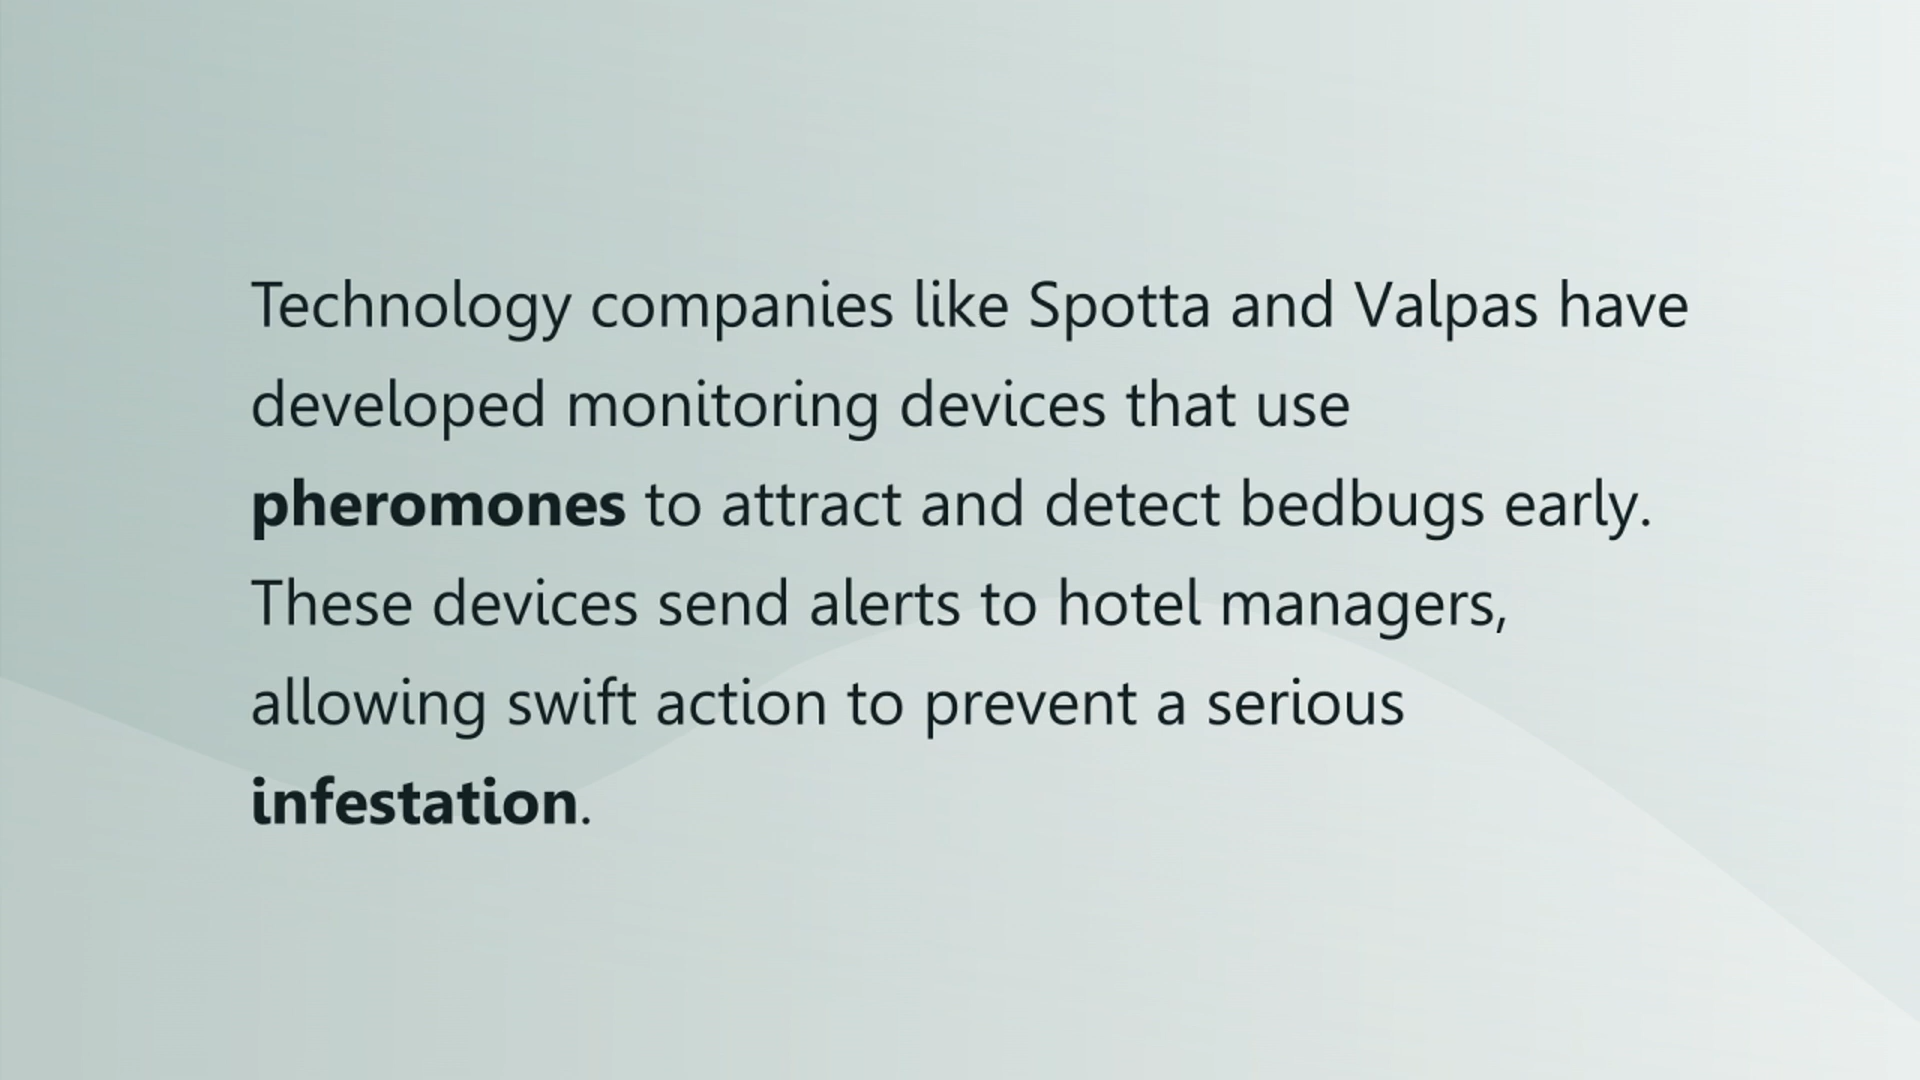 Technology companies like Spotta and Valpas have
developed monitoring devices that use
pheromones to attract and detect bedbugs early.
These devices send alerts to hotel managers,
allowing swift action to prevent a serious
infestation.